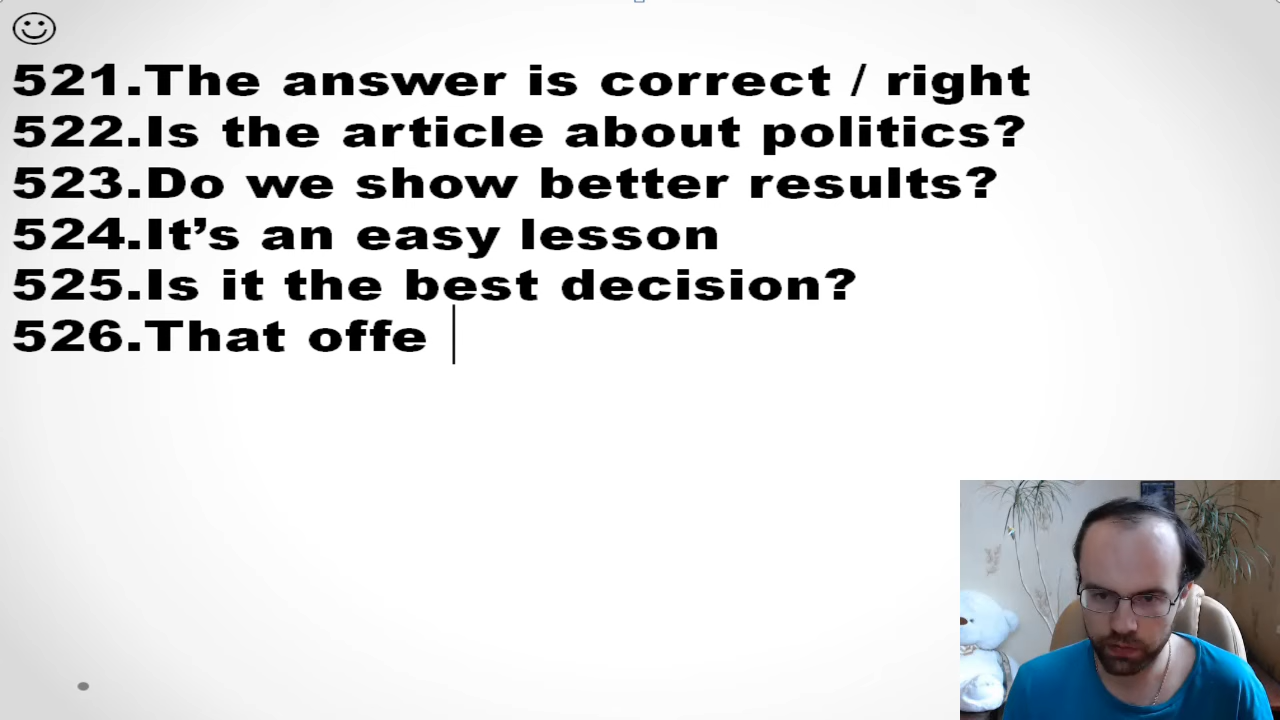 521.The answer is correct / right
522.Is the article about politics?
523.Do we show better results?
524.It’s an easy lesson
525.Is it the best decision?
526.That offe